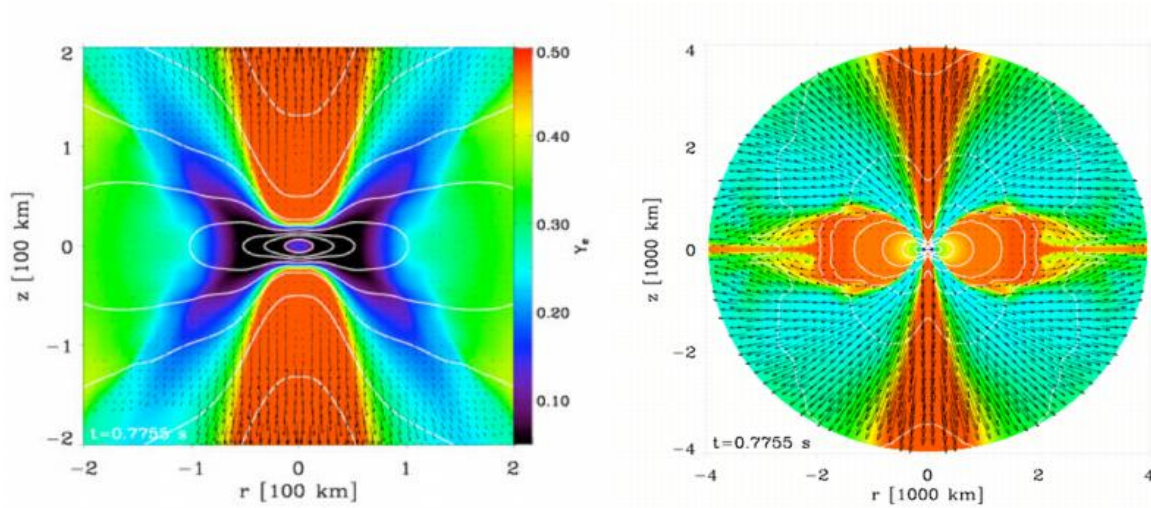 2
1
0
−1
−2
z [100 km]
t=0.7755 s
−2 −1 0 1 2
r [100 km]
0.50
0.40
0.30
0.20
0.10
Yₑ
4
2
0
−2
−4
z [1000 km]
t=0.7755 s
−4 −2 0 2 4
r [1000 km]